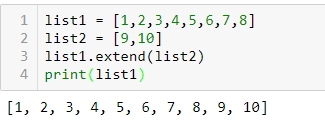 1 list1 = [1,2,3,4,5,6,7,8]
2 list2 = [9,10]
3 list1.extend(list2)
4 print(list1)
[1, 2, 3, 4, 5, 6, 7, 8, 9, 10]